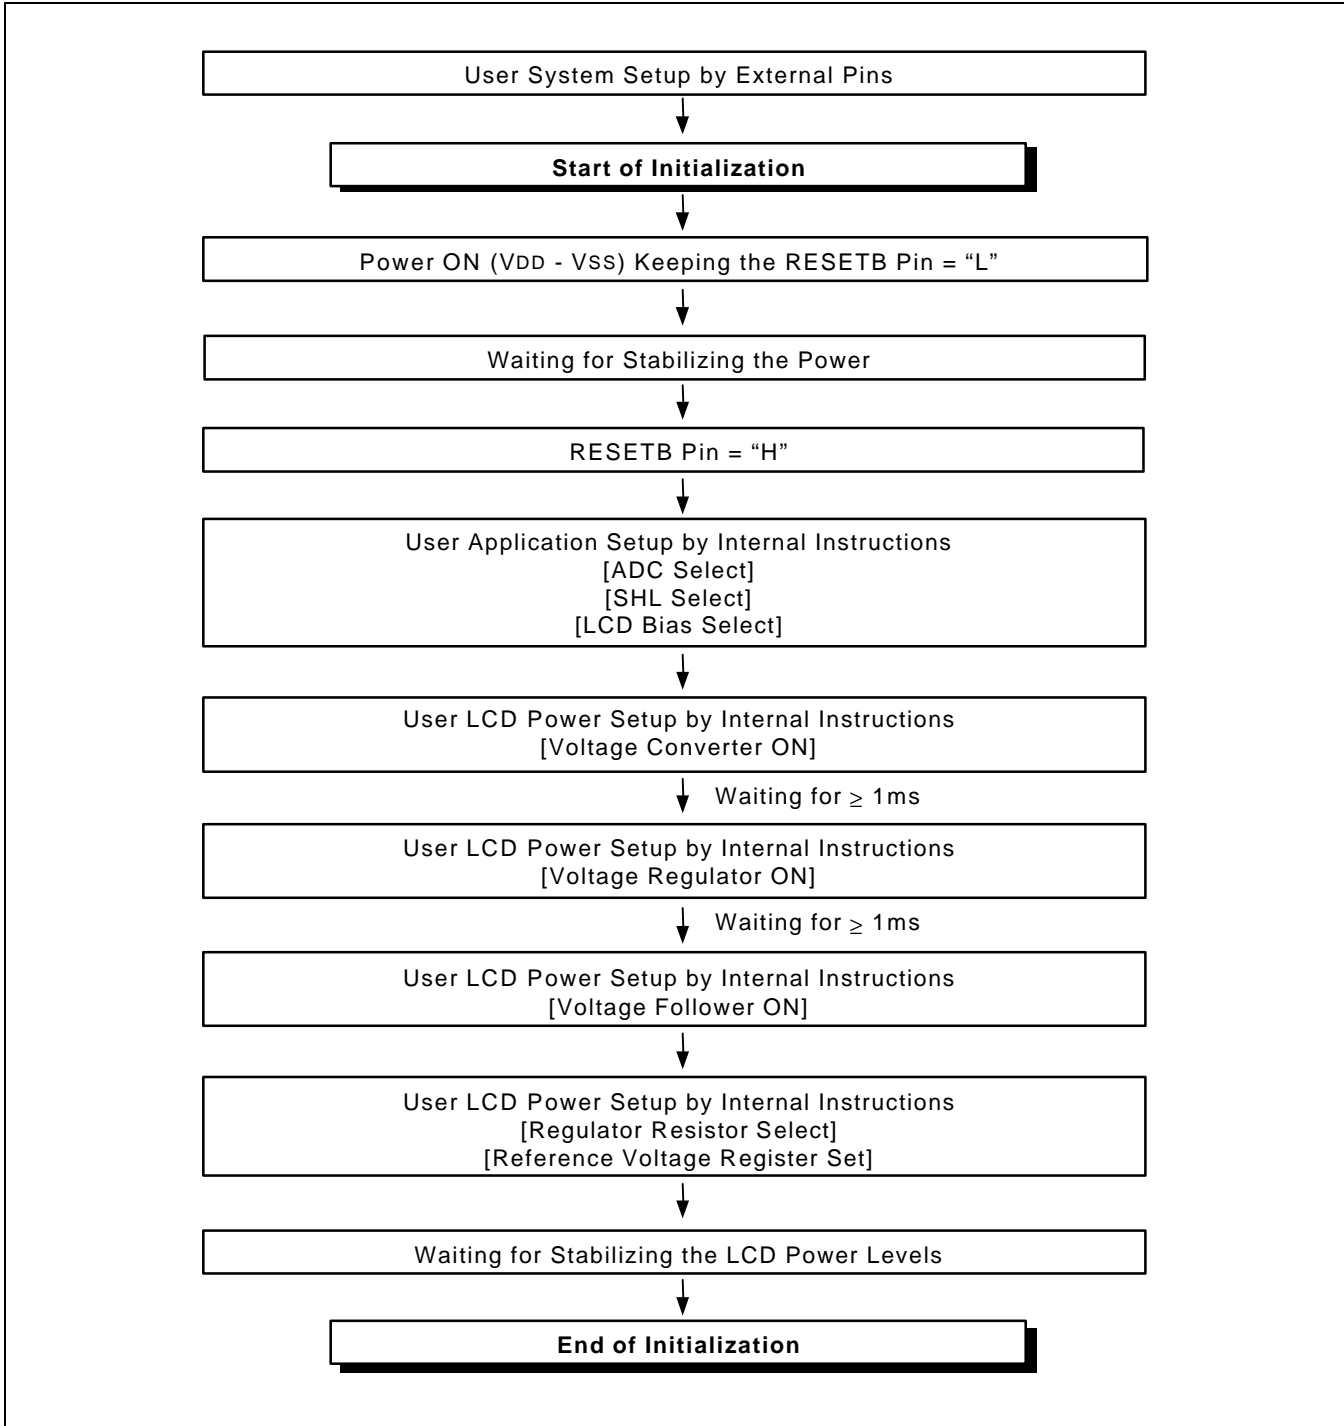 User System Setup by External Pins
Start of Initialization
Power ON (VDD - VSS) Keeping the RESETB Pin = “L”
Waiting for Stabilizing the Power
RESETB Pin = “H”
User Application Setup by Internal Instructions
[ADC Select]
[SHL Select]
[LCD Bias Select]
User LCD Power Setup by Internal Instructions
[Voltage Converter ON]
Waiting for ≥ 1ms
User LCD Power Setup by Internal Instructions
[Voltage Regulator ON]
Waiting for ≥ 1ms
User LCD Power Setup by Internal Instructions
[Voltage Follower ON]
User LCD Power Setup by Internal Instructions
[Regulator Resistor Select]
[Reference Voltage Register Set]
Waiting for Stabilizing the LCD Power Levels
End of Initialization